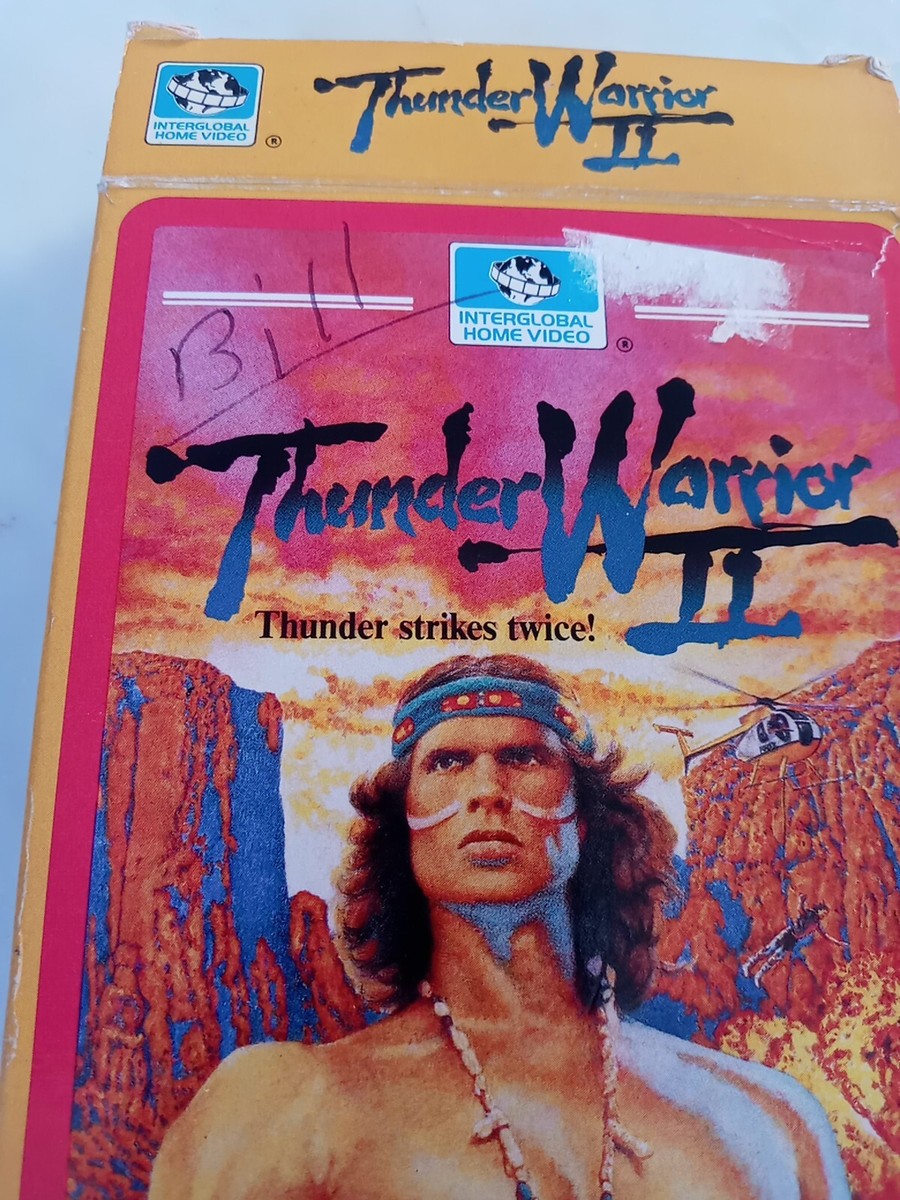 INTERGLOBAL
HOME VIDEO
®
Thunder Warrior
II
Bill
INTERGLOBAL
HOME VIDEO
®
Thunder Warrior
II
Thunder strikes twice!